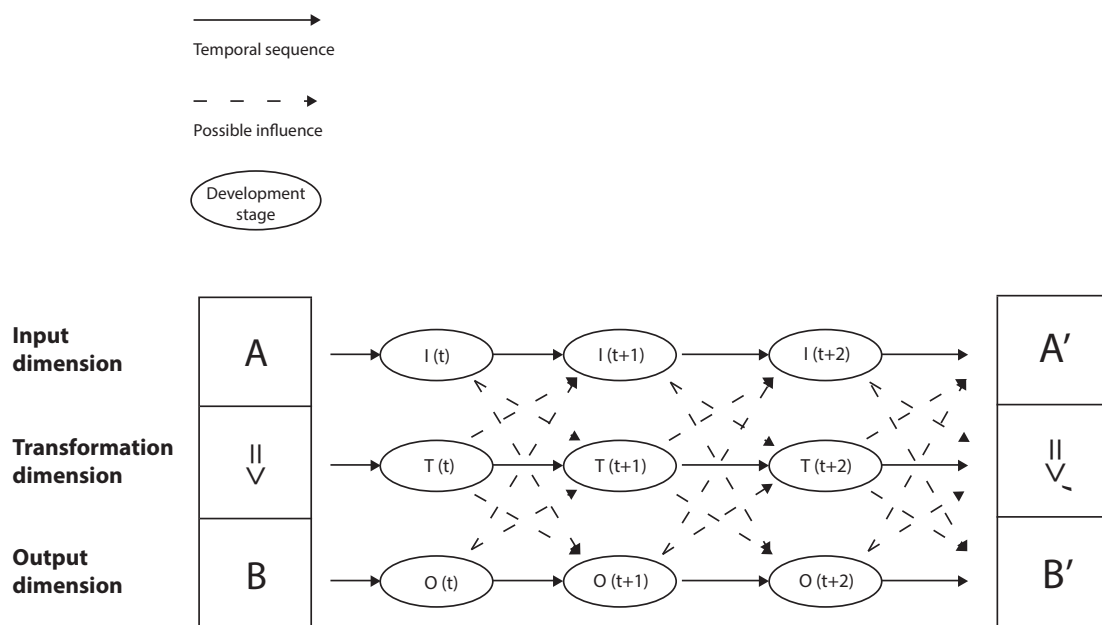 Temporal sequence
Possible influence
Development
stage
Input
dimension
A
I (t)
I (t+1)
I (t+2)
A′
Transformation
dimension
=>
T (t)
T (t+1)
T (t+2)
=>′
Output
dimension
B
O (t)
O (t+1)
O (t+2)
B′